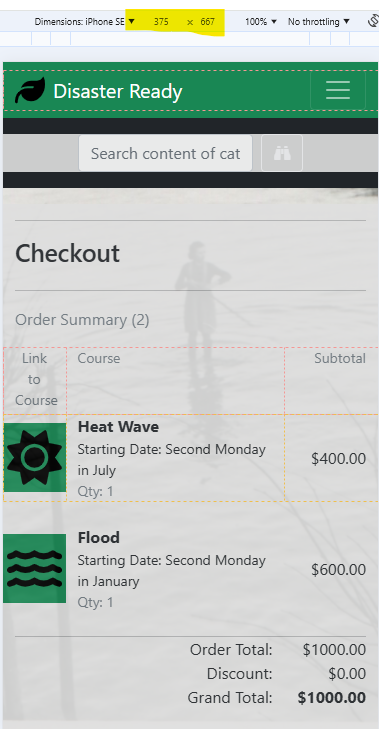 Dimensions: iPhone SE ▼ 375 × 667 100% ▼ No throttling ▼
Disaster Ready
Search content of cat
Checkout
Order Summary (2)
Link to Course Course Subtotal
Heat Wave
Starting Date: Second Monday
in July
Qty: 1
$400.00
Flood
Starting Date: Second Monday
in January
Qty: 1
$600.00
Order Total: $1000.00
Discount: $0.00
Grand Total: $1000.00